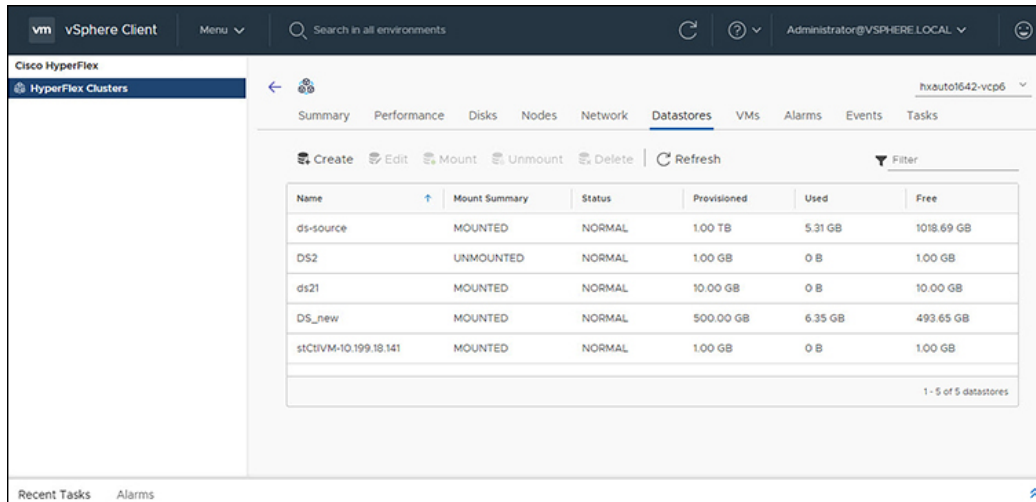 vm vSphere Client Menu Search in all environments Administrator@VSPHERE.LOCAL
Cisco HyperFlex
HyperFlex Clusters
hxauto1642-vcp6
Summary Performance Disks Nodes Network Datastores VMs Alarms Events Tasks
Create Edit Mount Unmount Delete Refresh Filter
Name Mount Summary Status Provisioned Used Free
ds-source MOUNTED NORMAL 1.00 TB 5.31 GB 1018.69 GB
DS2 UNMOUNTED NORMAL 1.00 GB 0 B 1.00 GB
ds21 MOUNTED NORMAL 10.00 GB 0 B 10.00 GB
DS_new MOUNTED NORMAL 500.00 GB 6.35 GB 493.65 GB
stCtlVM-10.199.18.141 MOUNTED NORMAL 1.00 GB 0 B 1.00 GB
1 - 5 of 5 datastores
Recent Tasks Alarms